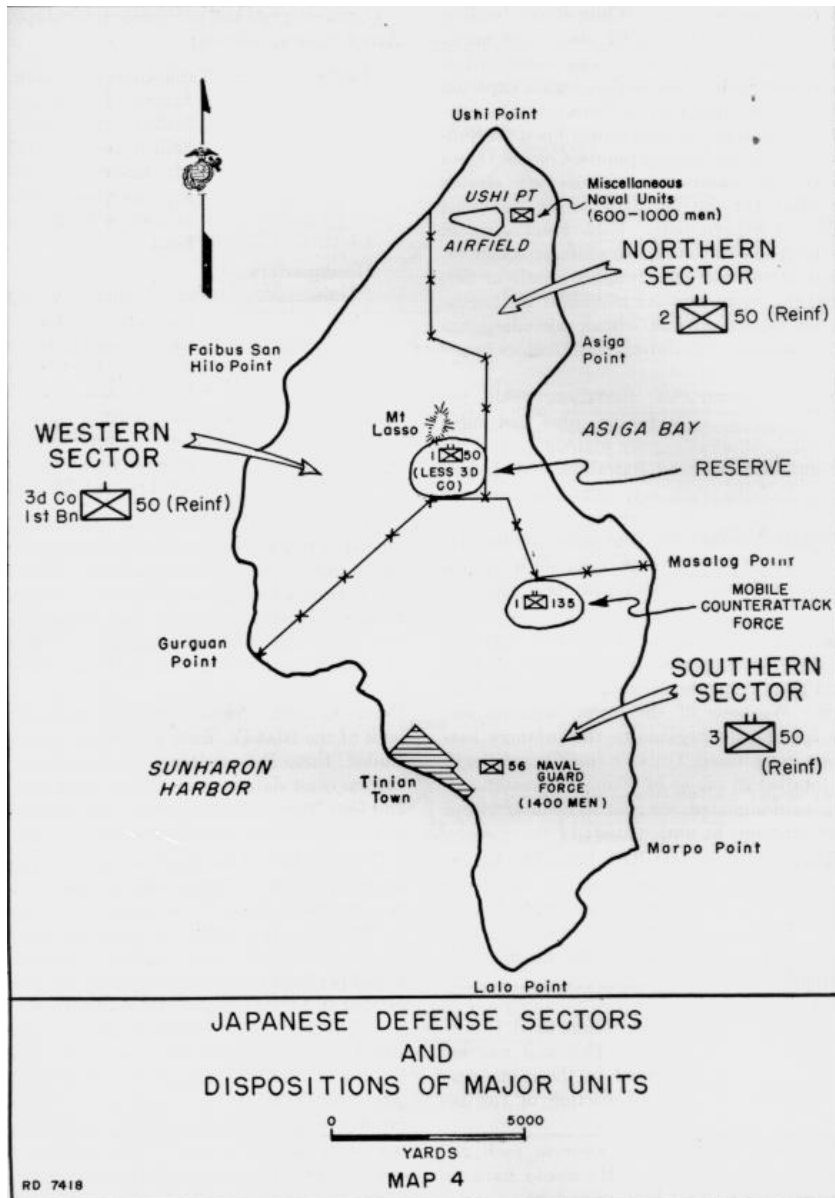 Ushi Point
USHI PT
AIRFIELD
Miscellaneous
Naval Units
(600-1000 men)
NORTHERN
SECTOR
2 50 (Reinf)
Faibus San
Hilo Point
Asiga
Point
Mt
Lasso
ASIGA BAY
WESTERN
SECTOR
3d Co
1st Bn
50 (Reinf)
1 50
(LESS 3D
CO)
RESERVE
Masalog Point
1 135
MOBILE
COUNTERATTACK
FORCE
Gurguan
Point
SOUTHERN
SECTOR
3 50
(Reinf)
SUNHARON
HARBOR
Tinian
Town
56 NAVAL
GUARD
FORCE
(1400 MEN)
Marpo Point
Lalo Point
JAPANESE DEFENSE SECTORS
AND
DISPOSITIONS OF MAJOR UNITS
0 5000
YARDS
MAP 4
RD 7418